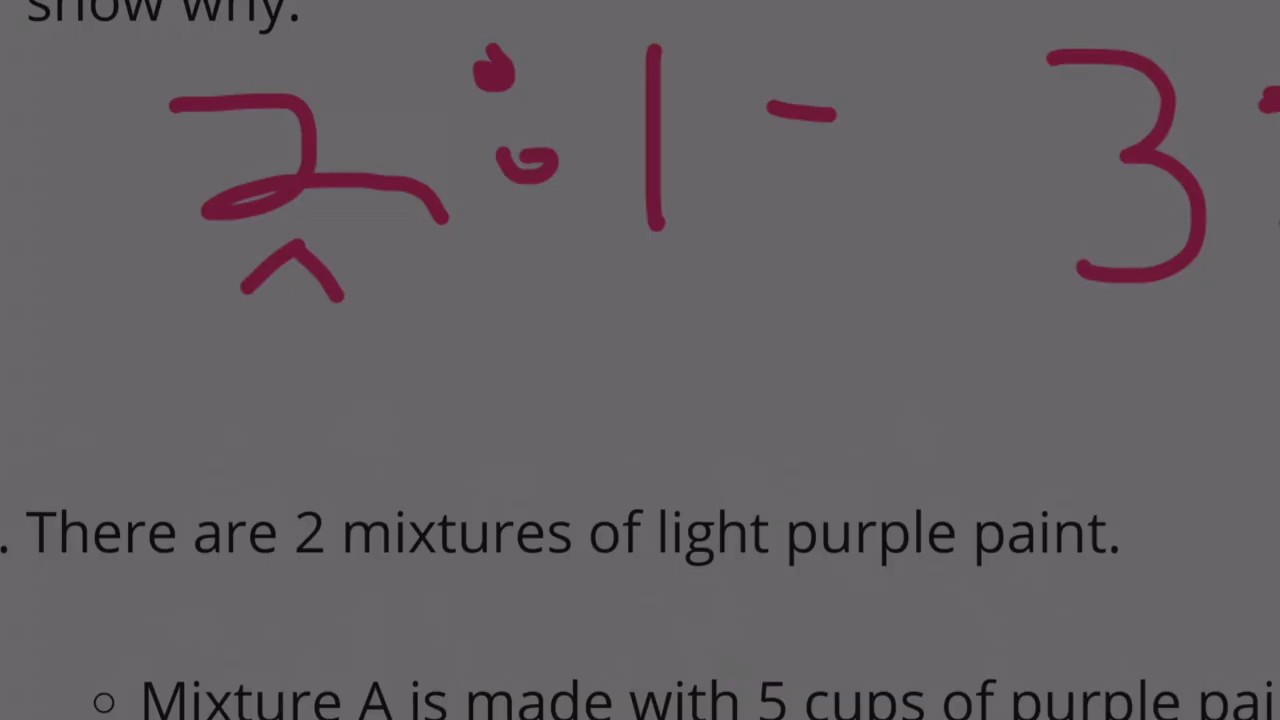 show why.
2 : 1 - 3
^
. There are 2 mixtures of light purple paint.
○ Mixture A is made with 5 cups of purple pai